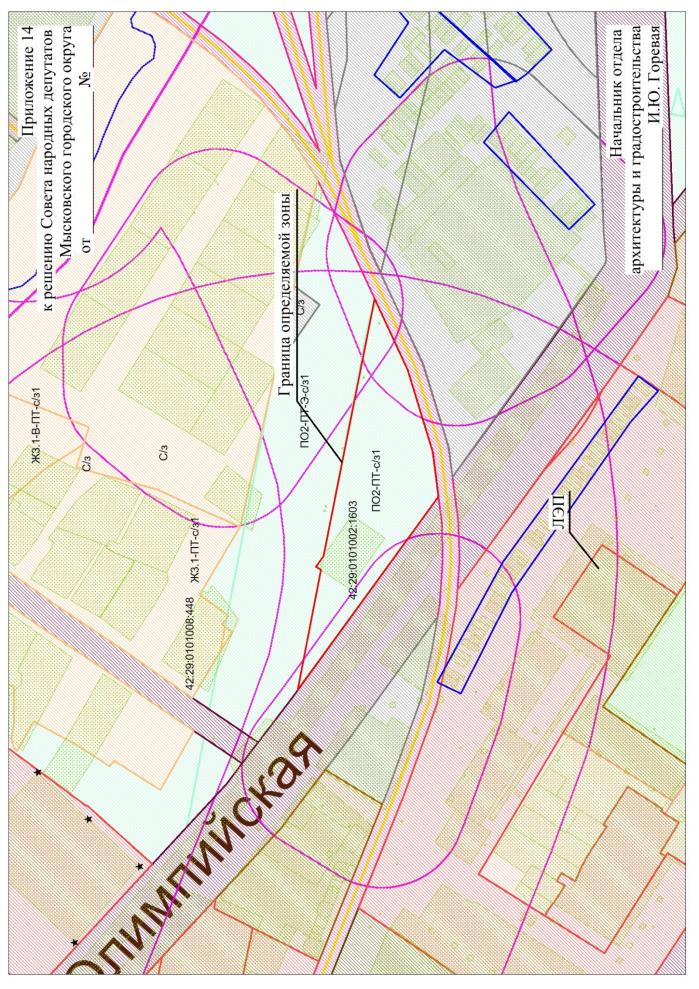 Приложение 14
к решению Совета народных депутатов
Мысковского городского округа
от №
Граница определяемой зоны
С/з
ЖЗ.1-В-ПТ-с/з1
С/з
С/з
ПО2-ПТ-Э-с/з1
ПО2-ПТ-с/з1
ЖЗ.1-ПТ-с/з1
42:29:0101008:448
42:29:0101002:1603
ЛЭП
Олимпийская
Начальник отдела
архитектуры и градостроительства
И.Ю. Горевая